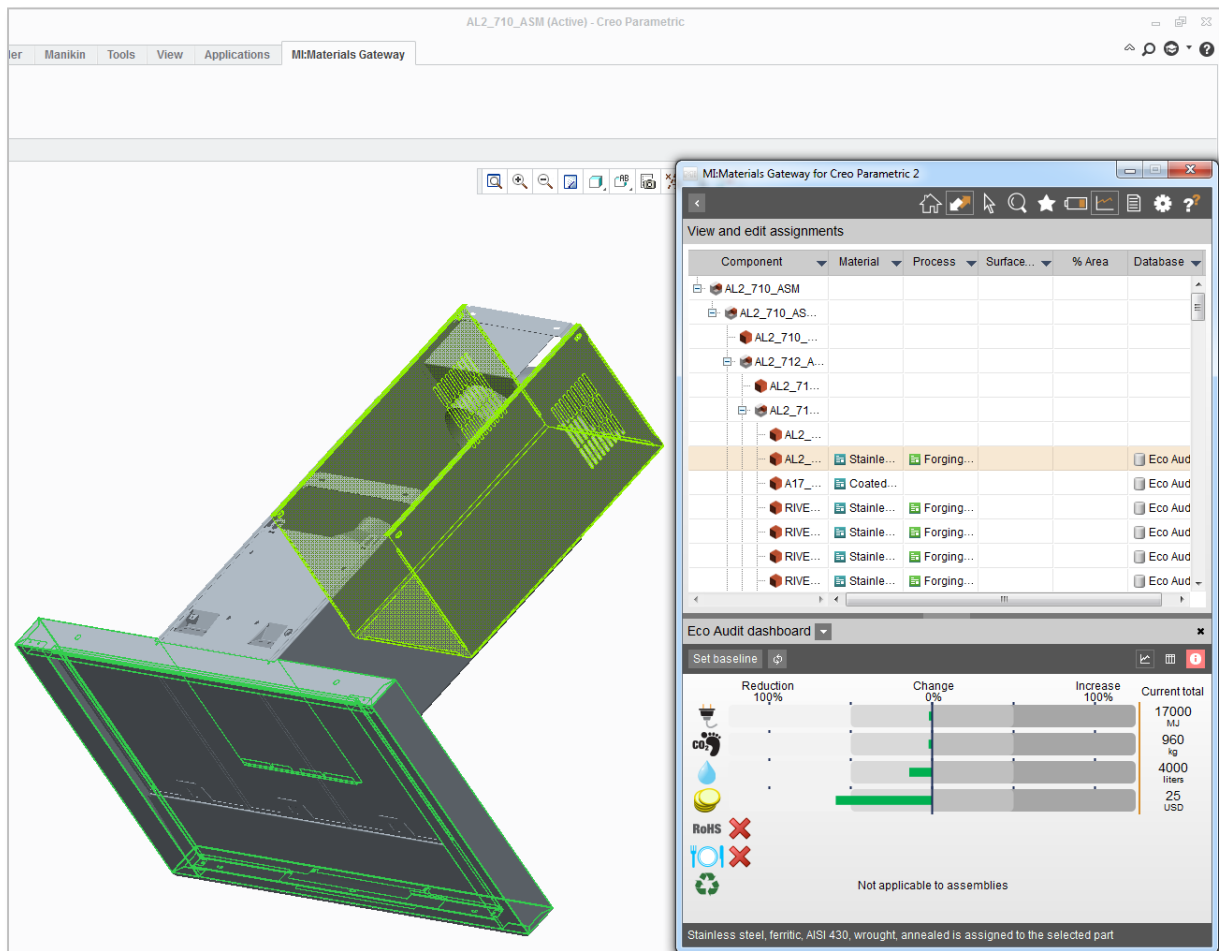 AL2_710_ASM (Active) - Creo Parametric
ler Manikin Tools View Applications MI:Materials Gateway
MI:Materials Gateway for Creo Parametric 2
View and edit assignments
Component Material Process Surface... % Area Database
AL2_710_ASM
AL2_710_AS...
AL2_710_...
AL2_712_A...
AL2_71...
AL2_71...
AL2_...
AL2_... Stainle... Forging... Eco Aud
A17_... Coated... Eco Aud
RIVE... Stainle... Forging... Eco Aud
RIVE... Stainle... Forging... Eco Aud
RIVE... Stainle... Forging... Eco Aud
RIVE... Stainle... Forging... Eco Aud
Eco Audit dashboard
Set baseline
Reduction Change Increase Current total
100% 0% 100%
17000
MJ
CO2 960
kg
4000
liters
25
USD
RoHS
Not applicable to assemblies
Stainless steel, ferritic, AISI 430, wrought, annealed is assigned to the selected part